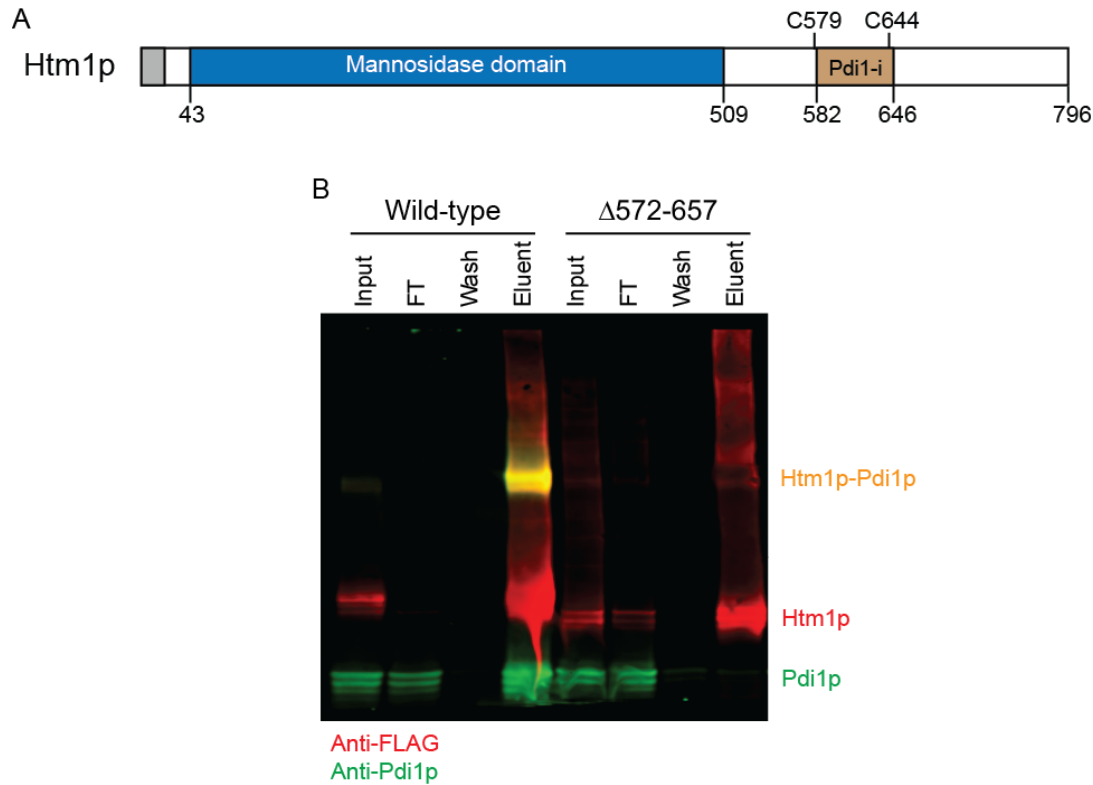 A
C579 C644
Htm1p
Mannosidase domain
Pdi1-i
43 509 582 646 796
B
Wild-type Δ572-657
Input FT Wash Eluent Input FT Wash Eluent
Htm1p-Pdi1p
Htm1p
Pdi1p
Anti-FLAG
Anti-Pdi1p